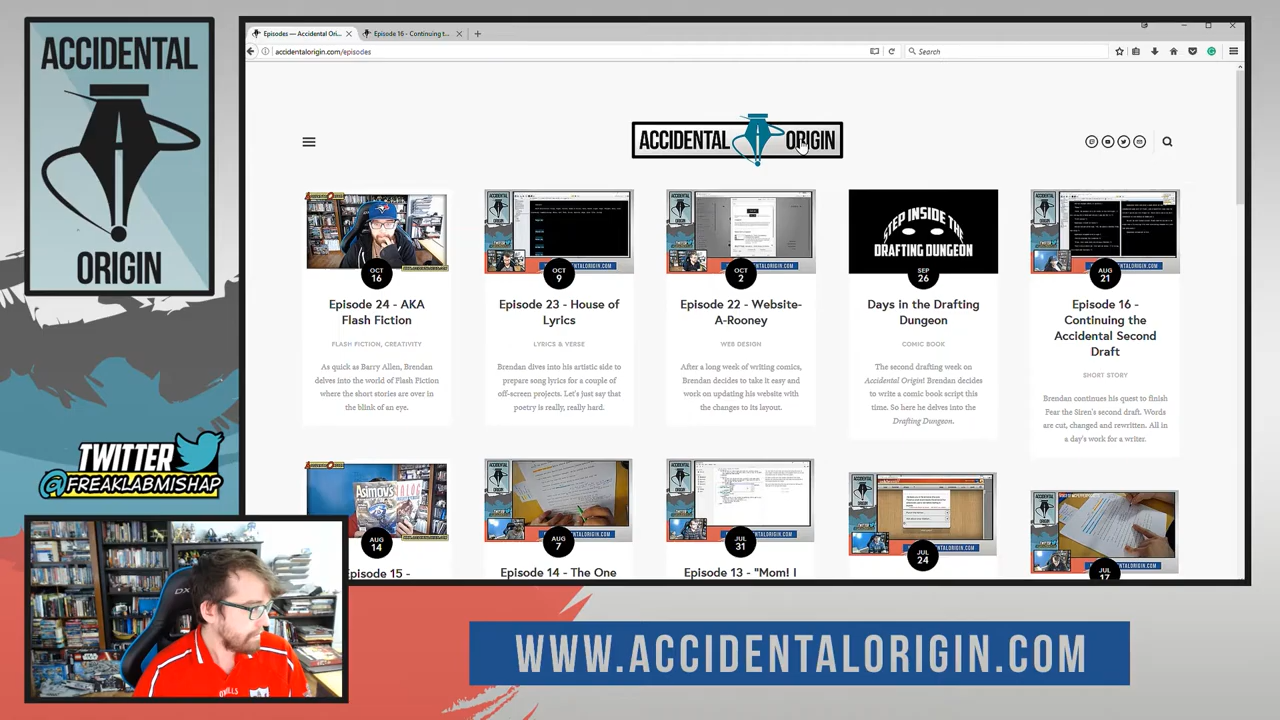 ACCIDENTAL
ORIGIN
TWITTER
@FREAKLABMISHAP
Episodes — Accidental Ori...
Episode 16 - Continuing t...
accidentalorigin.com/episodes
Search
ACCIDENTAL ORIGIN
OCT
16
Episode 24 - AKA
Flash Fiction
FLASH FICTION, CREATIVITY
As quick as Barry Allen, Brendan
delves into the world of Flash Fiction
where the short stories are over in
the blink of an eye.
OCT
9
Episode 23 - House of
Lyrics
LYRICS & VERSE
Brendan dives into his artistic side to
prepare song lyrics for a couple of
off-screen projects. Let's just say that
poetry is really, really hard.
OCT
2
Episode 22 - Website-
A-Rooney
WEB DESIGN
After a long week of writing comics,
Brendan decides to take it easy and
work on updating his website with
the changes to its layout.
STEP INSIDE THE
DRAFTING DUNGEON
SEP
26
Days in the Drafting
Dungeon
COMIC BOOK
The second drafting week on
Accidental Origin! Brendan decides
to write a comic book script this
time. So here he delves into the
Drafting Dungeon.
AUG
21
Episode 16 -
Continuing the
Accidental Second
Draft
SHORT STORY
Brendan continues his quest to finish
Fear the Siren's second draft. Words
are cut, changed and rewritten. All in
a day's work for a writer.
AUG
14
Episode 15 -
AUG
7
Episode 14 - The One
JUL
31
Episode 13 - "Mom! I
JUL
24
JUL
17
WWW.ACCIDENTALORIGIN.COM